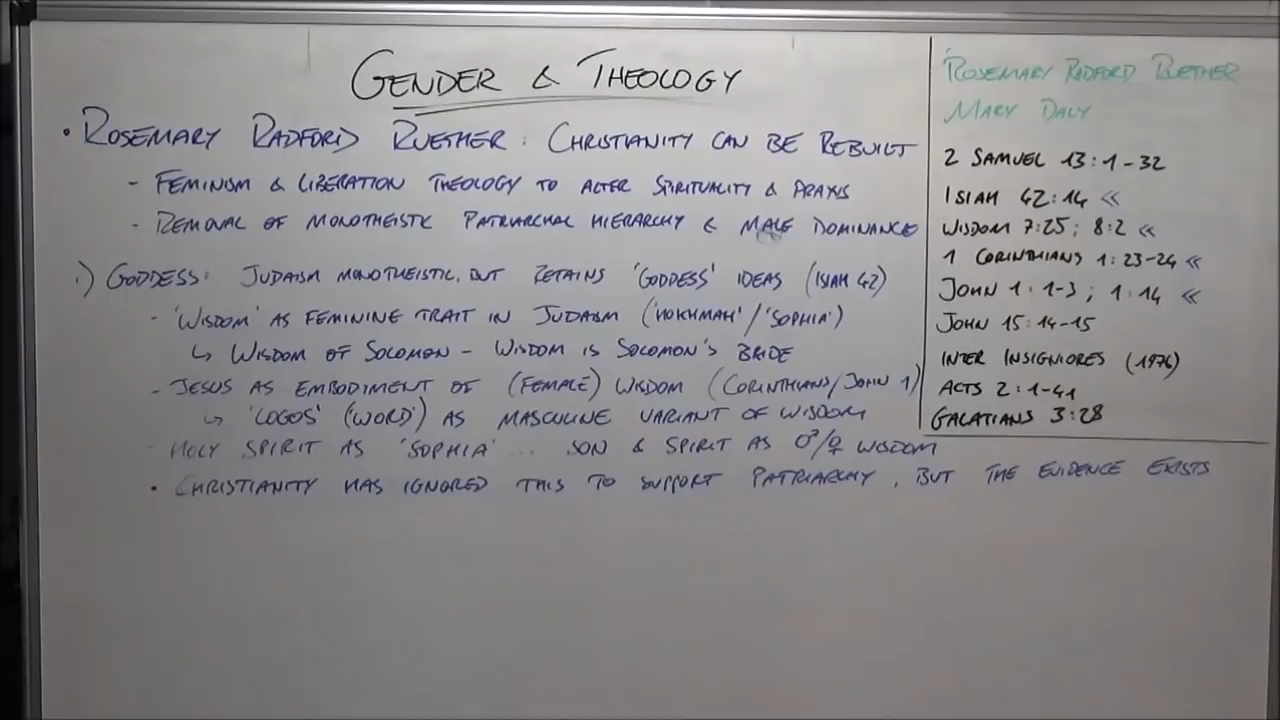 GENDER & THEOLOGY
• ROSEMARY RADFORD RUETHER: CHRISTIANITY CAN BE REBUILT
- FEMINISM & LIBERATION THEOLOGY TO ALTER SPIRITUALITY & PRAXIS
- REMOVAL OF MONOTHEISTIC PATRIARCHAL HIERARCHY & MALE DOMINANCE
1) GODDESS: JUDAISM MONOTHEISTIC, BUT RETAINS 'GODDESS' IDEAS (ISIAH 42)
- 'WISDOM' AS FEMININE TRAIT IN JUDAISM ('HOKHMAH'/'SOPHIA')
↳ WISDOM OF SOLOMON - WISDOM IS SOLOMON'S BRIDE
- JESUS AS EMBODIMENT OF (FEMALE) WISDOM (CORINTHIANS/JOHN 1)
↳ 'LOGOS' ('WORD') AS MASCULINE VARIANT OF WISDOM
- HOLY SPIRIT AS 'SOPHIA' ... SON & SPIRIT AS ♂/♀ WISDOM
• CHRISTIANITY HAS IGNORED THIS TO SUPPORT PATRIARCHY, BUT THE EVIDENCE EXISTS
ROSEMARY RADFORD RUETHER
MARY DALY
2 SAMUEL 13:1-32
ISIAH 42:14 <<
WISDOM 7:25; 8:2 <<
1 CORINTHIANS 1:23-24 <<
JOHN 1:1-3; 1:14 <<
JOHN 15:14-15
INTER INSIGNIORES (1976)
ACTS 2:1-41
GALATIANS 3:28